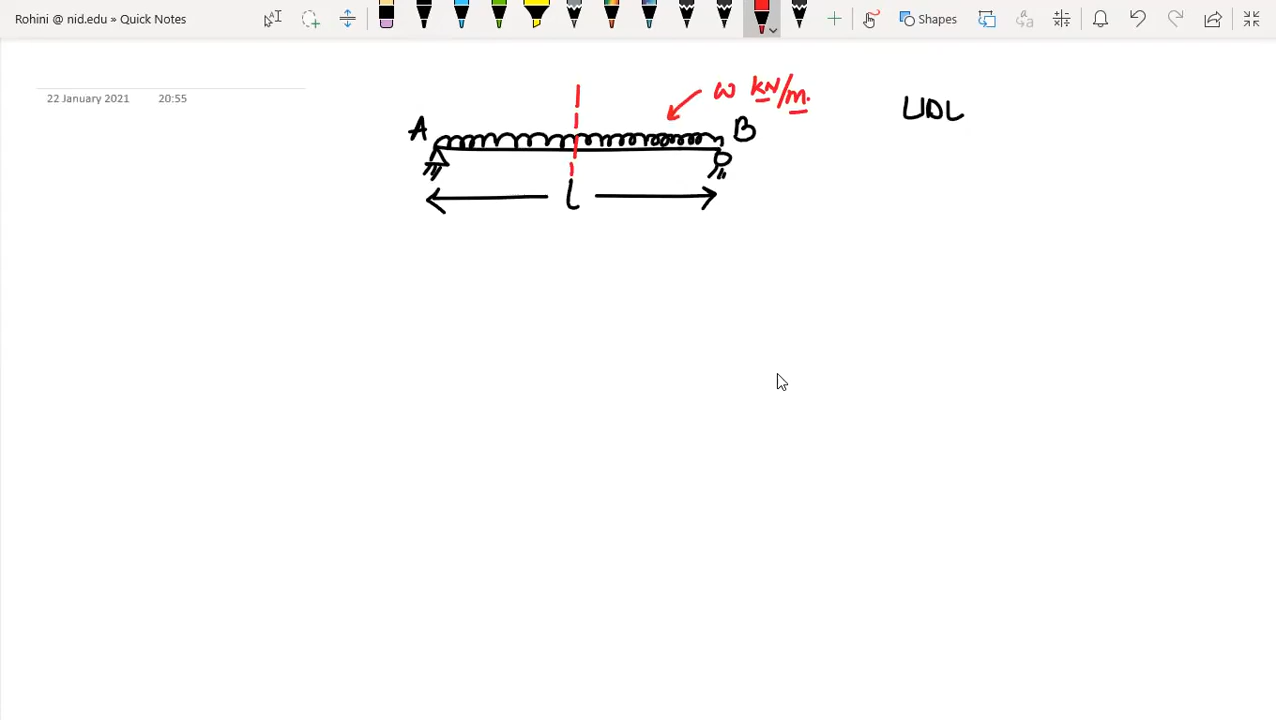 Rohini @ nid.edu » Quick Notes
Shapes
22 January 2021 20:55
w kN/m.
UDL
A
B
L